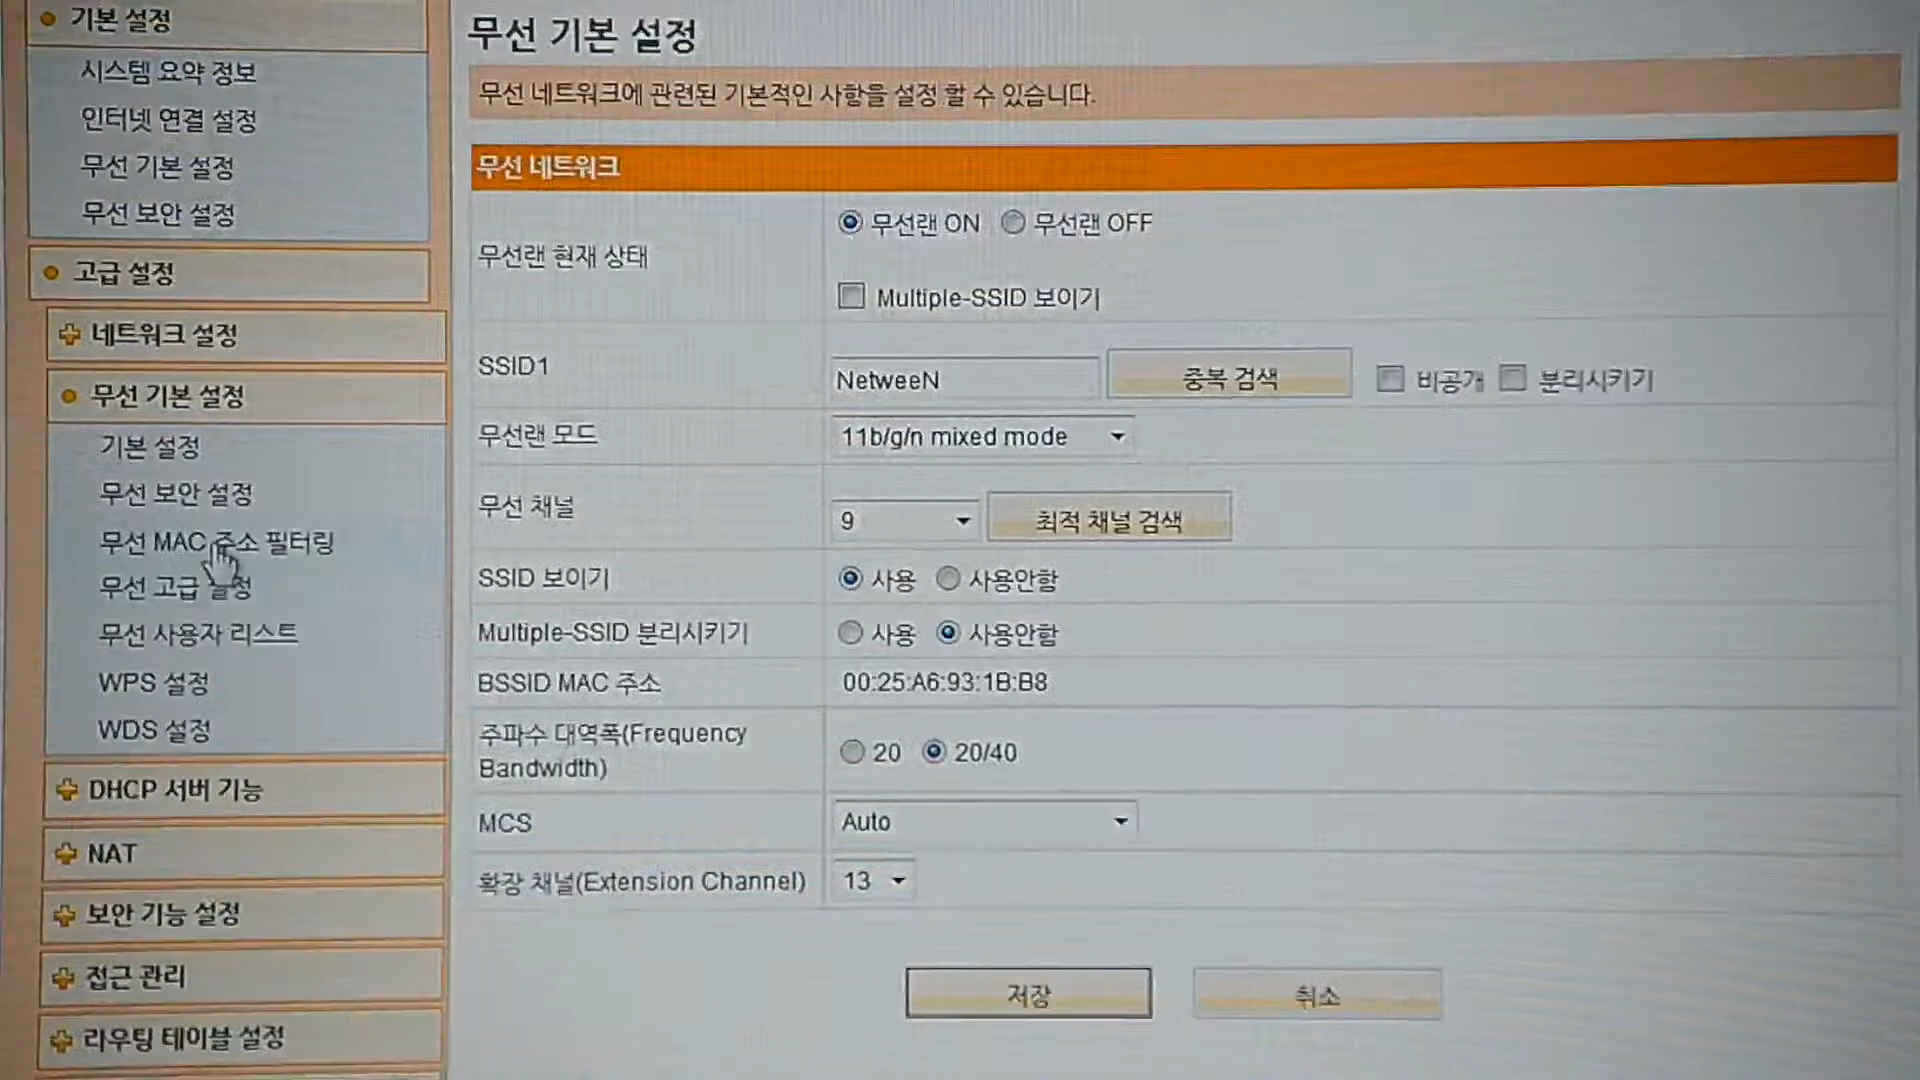 기본 설정
시스템 요약 정보
인터넷 연결 설정
무선 기본 설정
무선 보안 설정
고급 설정
네트워크 설정
무선 기본 설정
기본 설정
무선 보안 설정
무선 MAC 주소 필터링
무선 고급 설정
무선 사용자 리스트
WPS 설정
WDS 설정
DHCP 서버 기능
NAT
보안 기능 설정
접근 관리
라우팅 테이블 설정
무선 기본 설정
무선 네트워크에 관련된 기본적인 사항을 설정 할 수 있습니다.
무선 네트워크
무선랜 현재 상태
무선랜 ON 무선랜 OFF
Multiple-SSID 보이기
SSID1 NetweeN 중복 검색 비공개 분리시키기
무선랜 모드 11b/g/n mixed mode
무선 채널 9 최적 채널 검색
SSID 보이기 사용 사용안함
Multiple-SSID 분리시키기 사용 사용안함
BSSID MAC 주소 00:25:A6:93:1B:B8
주파수 대역폭(Frequency
Bandwidth) 20 20/40
MCS Auto
확장 채널(Extension Channel) 13
저장 취소